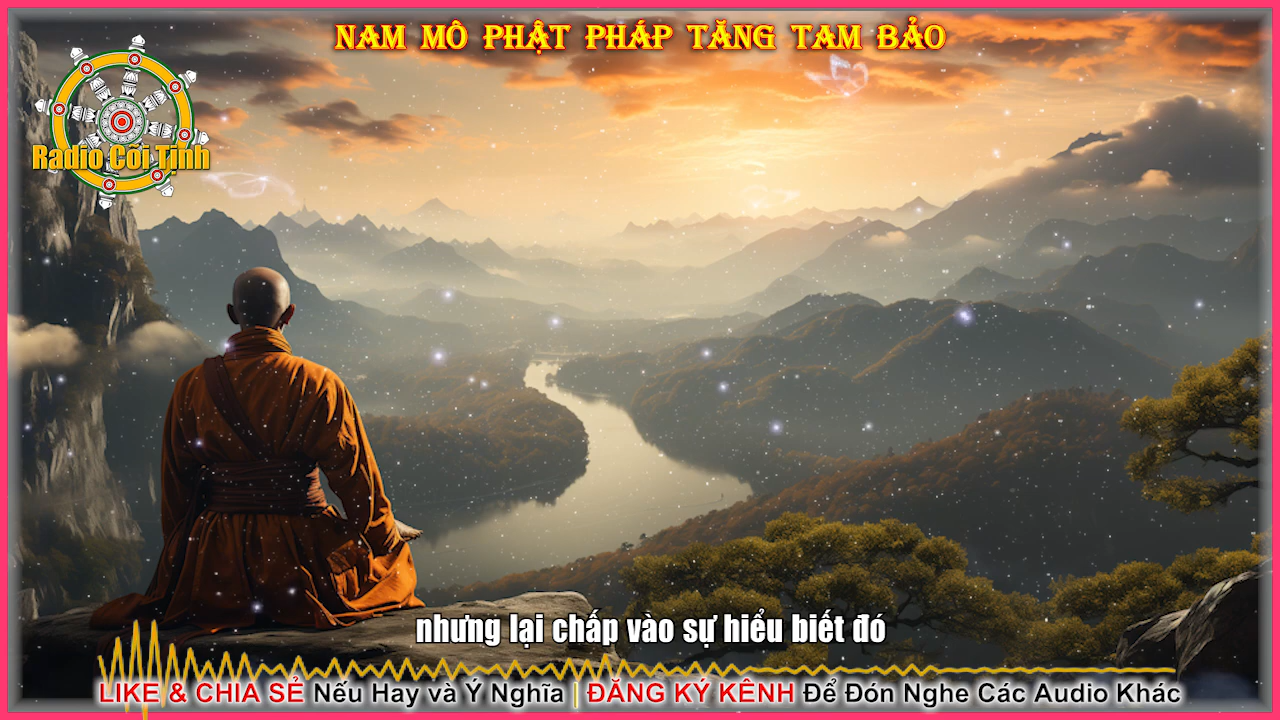 NAM MÔ PHẬT PHÁP TĂNG TAM BẢO
Radio Cõi Tịnh
nhưng lại chấp vào sự hiểu biết đó
LIKE & CHIA SẺ Nếu Hay và Ý Nghĩa | ĐĂNG KÝ KÊNH Để Đón Nghe Các Audio Khác